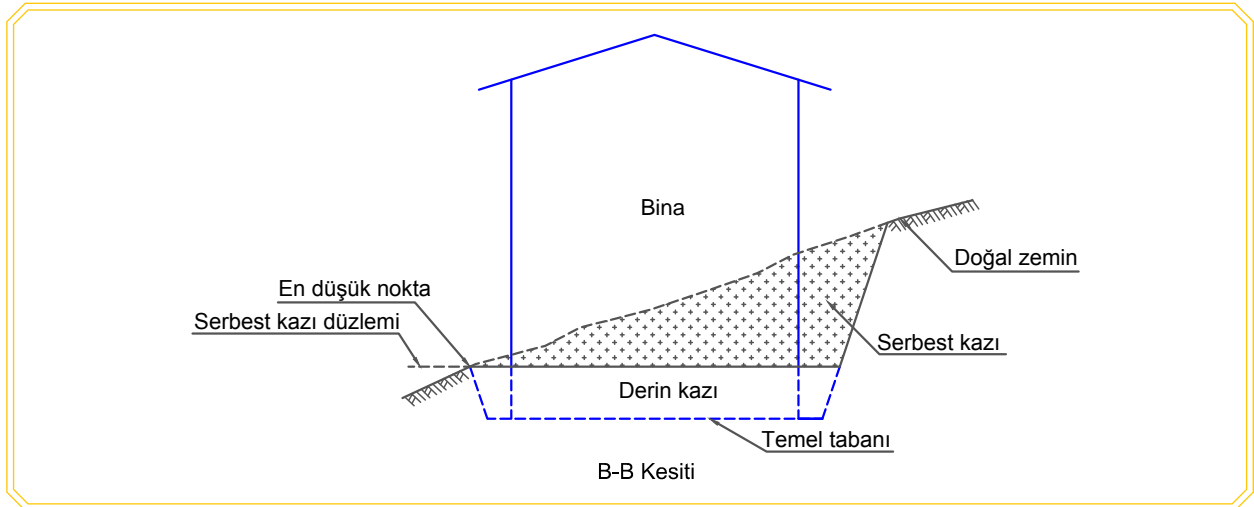 Bina
Doğal zemin
En düşük nokta
Serbest kazı düzlemi
Serbest kazı
Derin kazı
Temel tabanı
B-B Kesiti